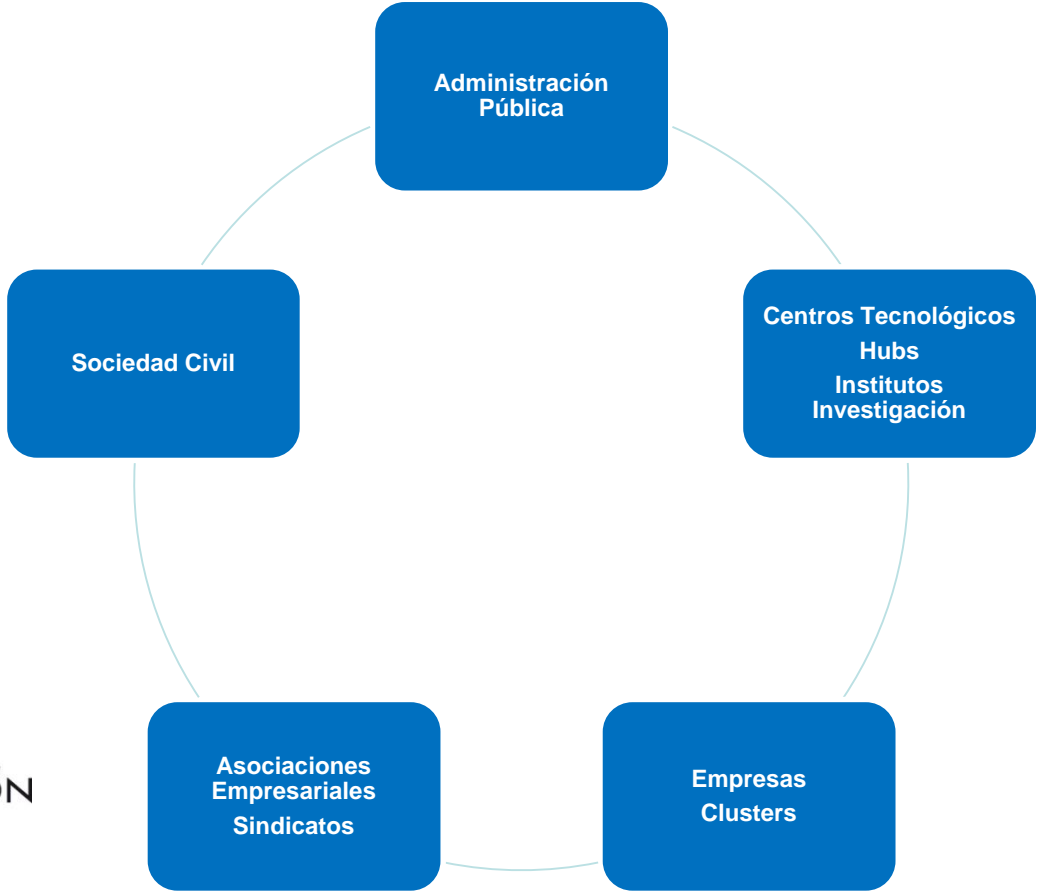 Administración
Pública
Centros Tecnológicos
Hubs
Institutos
Investigación
Sociedad Civil
Asociaciones
Empresariales
Sindicatos
Empresas
Clusters